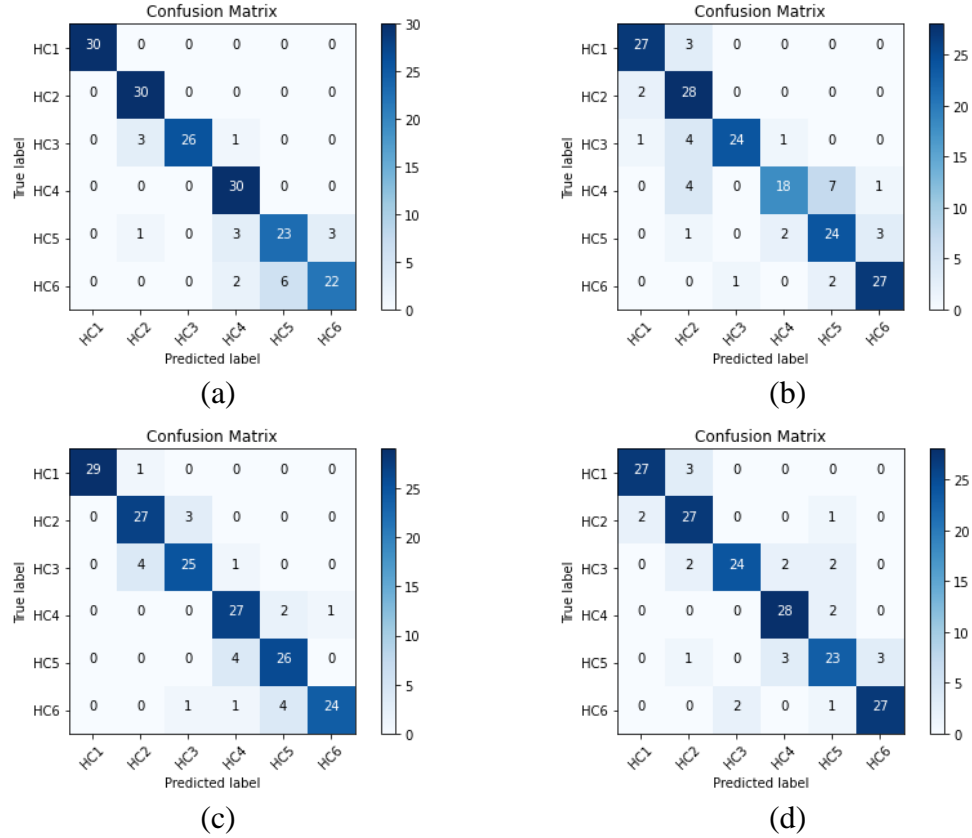 Confusion Matrix
HC1 30 0 0 0 0 0
HC2 0 30 0 0 0 0
HC3 0 3 26 1 0 0
HC4 0 0 0 30 0 0
HC5 0 1 0 3 23 3
HC6 0 0 0 2 6 22
True label
HC1 HC2 HC3 HC4 HC5 HC6
Predicted label
30
25
20
15
10
5
0
(a)
Confusion Matrix
HC1 27 3 0 0 0 0
HC2 2 28 0 0 0 0
HC3 1 4 24 1 0 0
HC4 0 4 0 18 7 1
HC5 0 1 0 2 24 3
HC6 0 0 1 0 2 27
True label
HC1 HC2 HC3 HC4 HC5 HC6
Predicted label
25
20
15
10
5
0
(b)
Confusion Matrix
HC1 29 1 0 0 0 0
HC2 0 27 3 0 0 0
HC3 0 4 25 1 0 0
HC4 0 0 0 27 2 1
HC5 0 0 0 4 26 0
HC6 0 0 1 1 4 24
True label
HC1 HC2 HC3 HC4 HC5 HC6
Predicted label
25
20
15
10
5
0
(c)
Confusion Matrix
HC1 27 3 0 0 0 0
HC2 2 27 0 0 1 0
HC3 0 2 24 2 2 0
HC4 0 0 0 28 2 0
HC5 0 1 0 3 23 3
HC6 0 0 2 0 1 27
True label
HC1 HC2 HC3 HC4 HC5 HC6
Predicted label
25
20
15
10
5
0
(d)